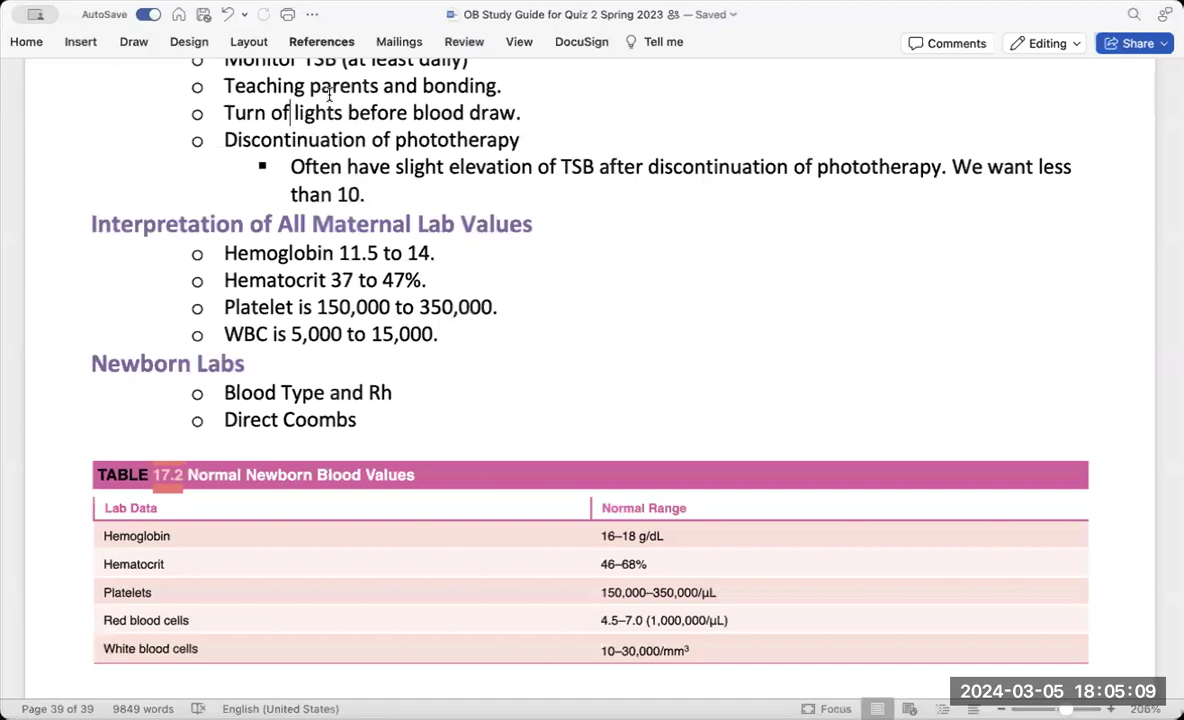 AutoSave
OB Study Guide for Quiz 2 Spring 2023 — Saved
Home Insert Draw Design Layout References Mailings Review View DocuSign Tell me Comments Editing Share
Monitor TSB (at least daily)
Teaching parents and bonding.
Turn of lights before blood draw.
Discontinuation of phototherapy
Often have slight elevation of TSB after discontinuation of phototherapy. We want less
than 10.
Interpretation of All Maternal Lab Values
Hemoglobin 11.5 to 14.
Hematocrit 37 to 47%.
Platelet is 150,000 to 350,000.
WBC is 5,000 to 15,000.
Newborn Labs
Blood Type and Rh
Direct Coombs
TABLE 17.2 Normal Newborn Blood Values
Lab Data Normal Range
Hemoglobin 16–18 g/dL
Hematocrit 46–68%
Platelets 150,000–350,000/µL
Red blood cells 4.5–7.0 (1,000,000/µL)
White blood cells 10–30,000/mm³
2024-03-05 18:05:09
Page 39 of 39 9849 words English (United States) Focus 206%